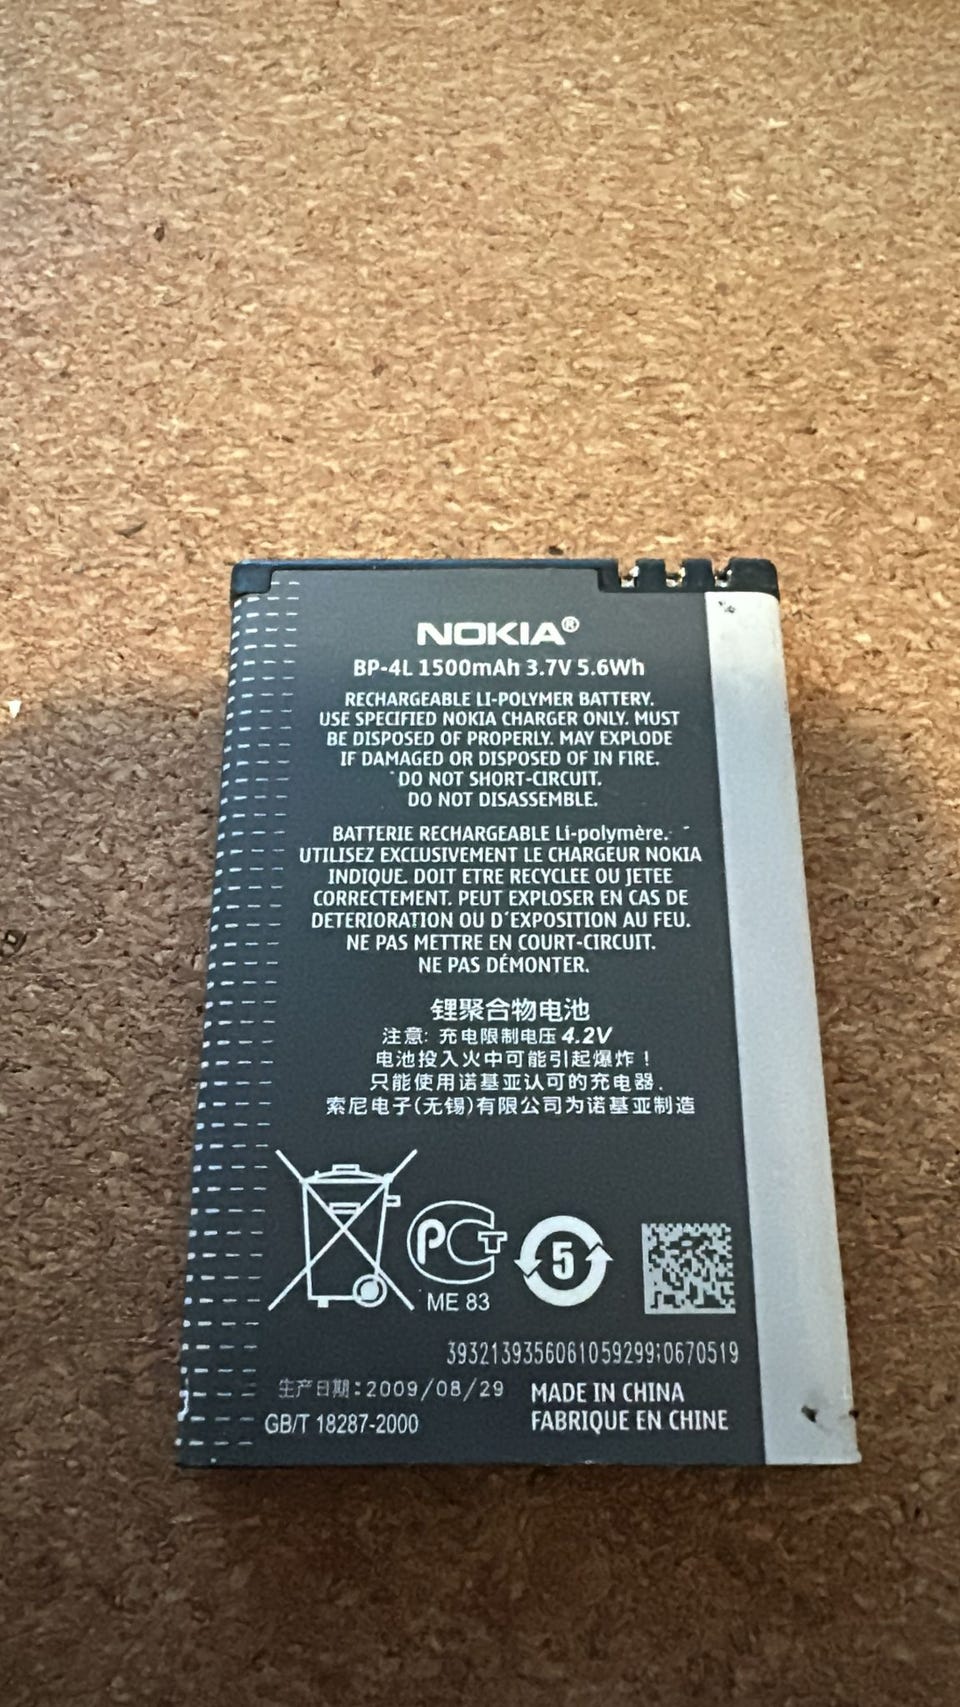 NOKIA®
BP-4L 1500mAh 3.7V 5.6Wh
RECHARGEABLE LI-POLYMER BATTERY.
USE SPECIFIED NOKIA CHARGER ONLY. MUST
BE DISPOSED OF PROPERLY. MAY EXPLODE
IF DAMAGED OR DISPOSED OF IN FIRE.
DO NOT SHORT-CIRCUIT.
DO NOT DISASSEMBLE.
BATTERIE RECHARGEABLE Li-polymère.
UTILISEZ EXCLUSIVEMENT LE CHARGEUR NOKIA
INDIQUE. DOIT ETRE RECYCLEE OU JETEE
CORRECTEMENT. PEUT EXPLOSER EN CAS DE
DETERIORATION OU D'EXPOSITION AU FEU.
NE PAS METTRE EN COURT-CIRCUIT.
NE PAS DÉMONTER.
锂聚合物电池
注意: 充电限制电压 4.2V
电池投入火中可能引起爆炸！
只能使用诺基亚认可的充电器.
索尼电子(无锡)有限公司为诺基亚制造
РСТ
5
ME 83
3932139356061059299;0670519
生产日期:2009/08/29
MADE IN CHINA
GB/T 18287-2000
FABRIQUE EN CHINE